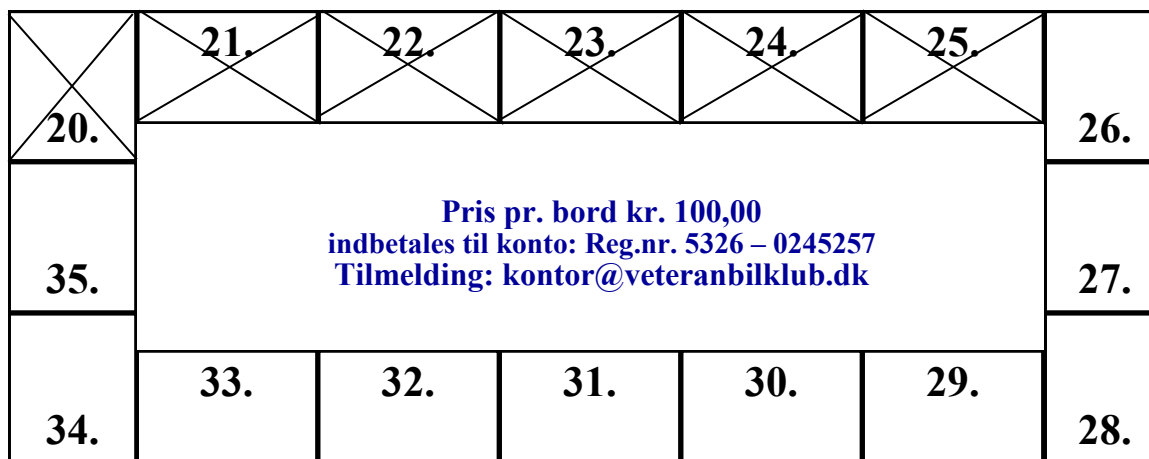 21. 22. 23. 24. 25.
20. 26.
Pris pr. bord kr. 100,00
indbetales til konto: Reg.nr. 5326 – 0245257
Tilmelding: kontor@veteranbilklub.dk
35. 27.
33. 32. 31. 30. 29.
34. 28.